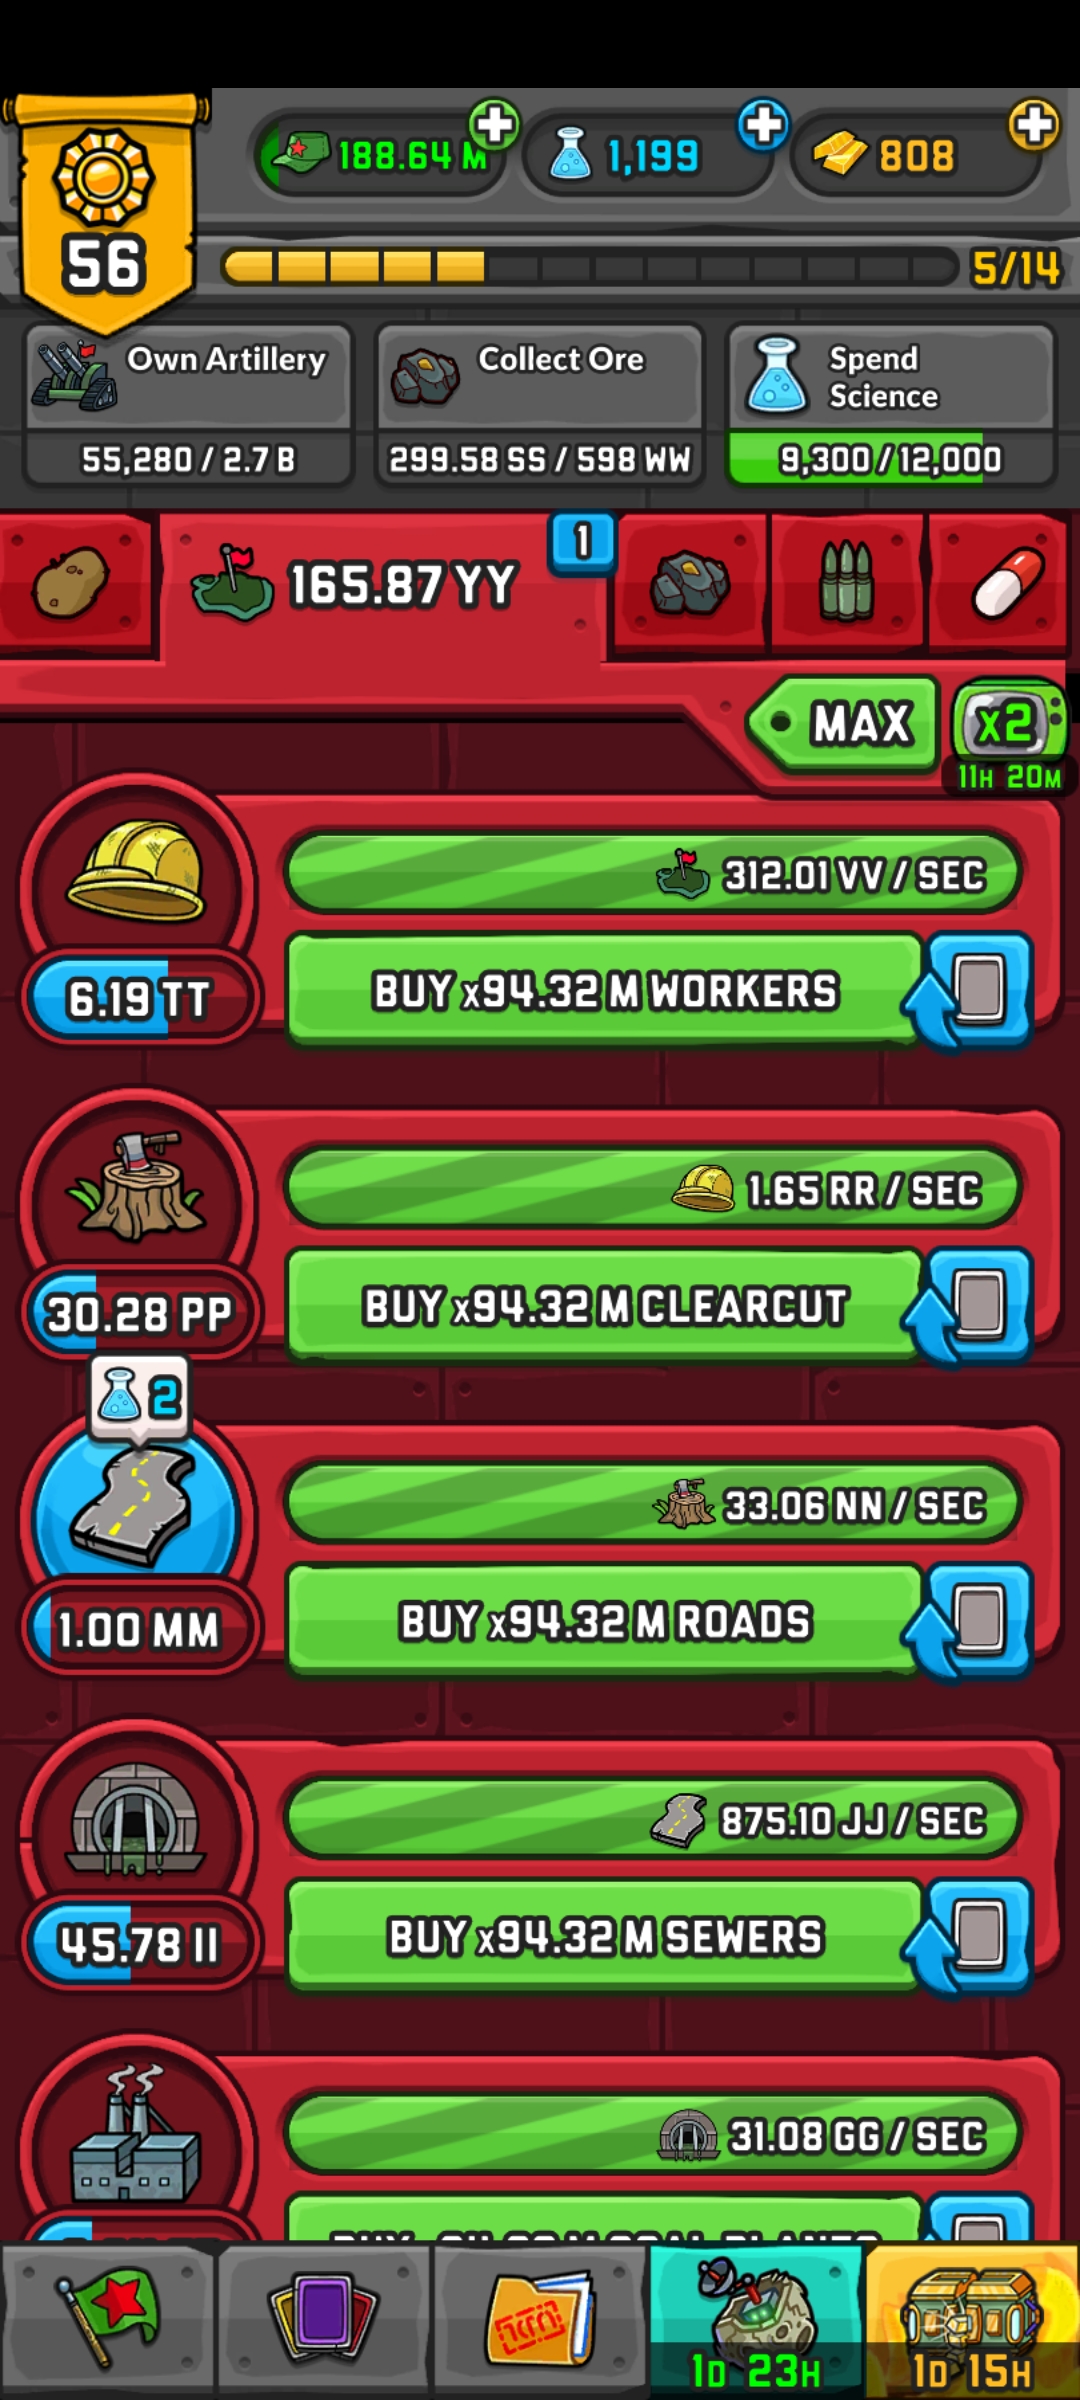 188.64 M
1,199
808
56
5/14
Own Artillery
55,280 / 2.7 B
Collect Ore
299.58 SS / 598 WW
Spend
Science
9,300 / 12,000
165.87 YY
1
MAX
x2
11H 20M
312.01 VV / SEC
6.19 TT
BUY x94.32 M WORKERS
1.65 RR / SEC
30.28 PP
BUY x94.32 M CLEARCUT
2
33.06 NN / SEC
1.00 MM
BUY x94.32 M ROADS
875.10 JJ / SEC
45.78 II
BUY x94.32 M SEWERS
31.08 GG / SEC
1D 23H
1D 15H